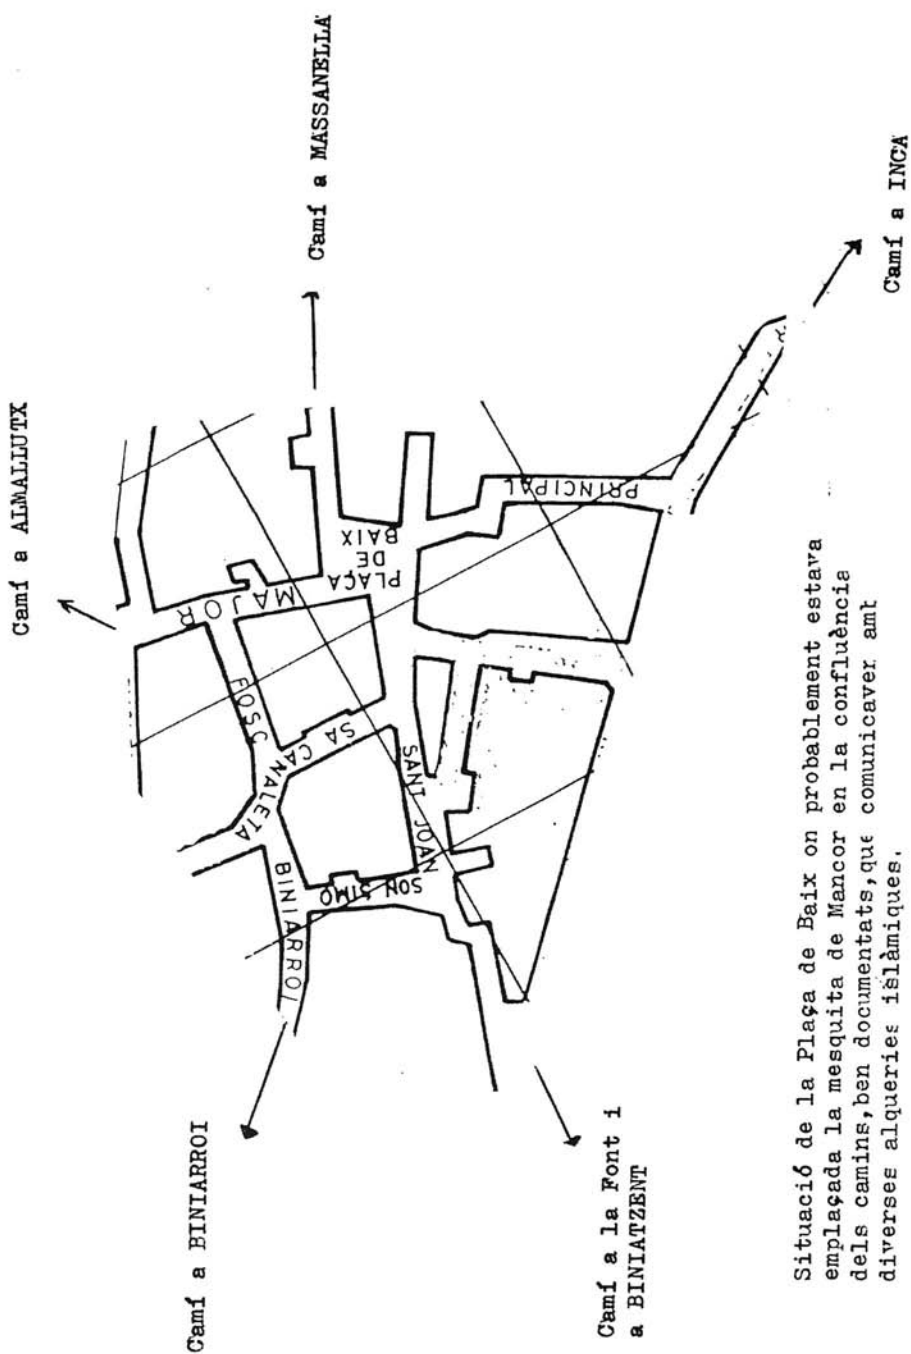 Camí a ALMALLUTX
Camí a MASSANELLA
Camí a BINIARROI
Camí a la Font i
a BINIATZENT
Camí a INCA
MAJOR
FOSC
SA CANALETA
BINIARROI
SON SIMO
SANT JOAN
PLAÇA
DE
BAIX
PRINCIPAL
Situació de la Plaça de Baix on probablement estava
emplaçada la mesquita de Mancor en la confluència
dels camins,ben documentats,que comunicaver amb
diverses alqueries islàmiques.